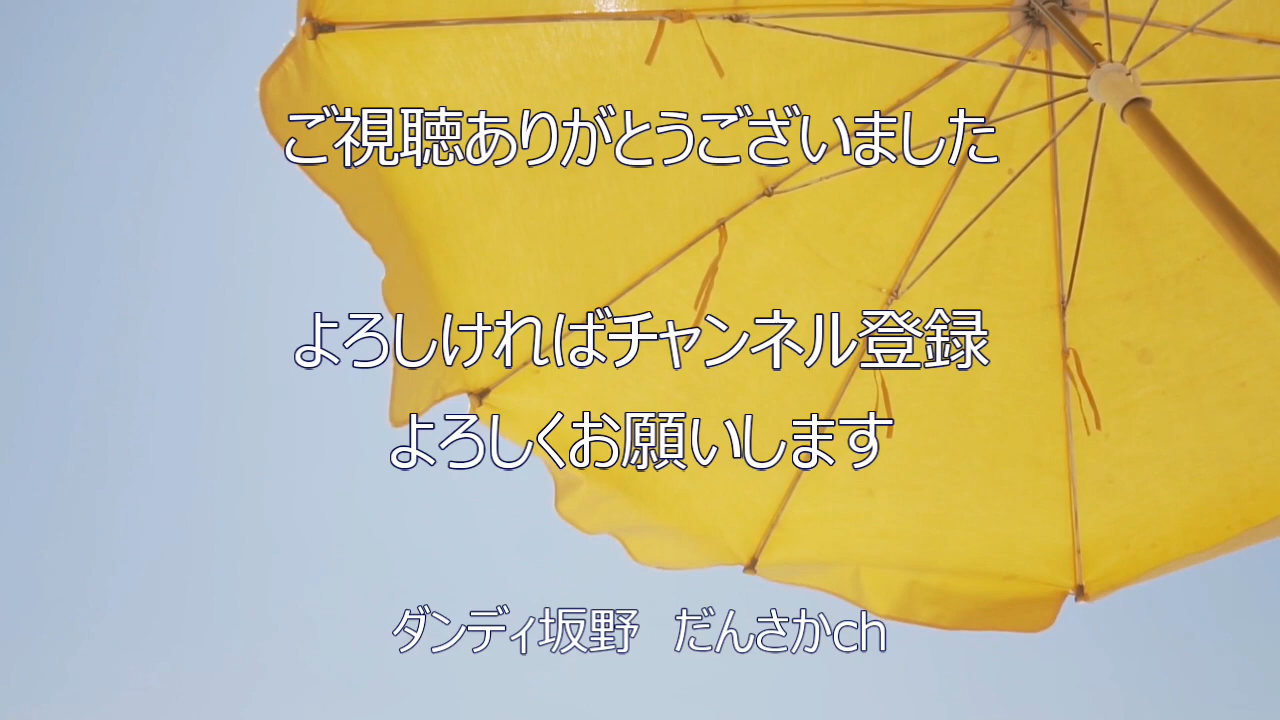 ご視聴ありがとうございました
よろしければチャンネル登録
よろしくお願いします
ダンディ坂野　だんさかch